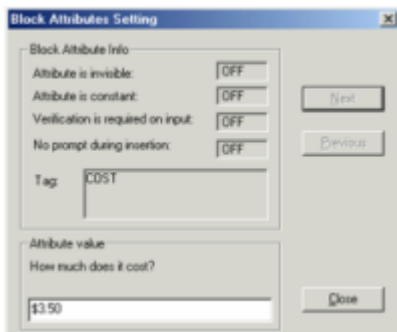 Block Attributes Setting
Block Attribute Info
Attribute is invisible: OFF
Attribute is constant: OFF
Verification is required on input: OFF
No prompt during insertion: OFF
Next
Previous
Tag: COST
Attribute value
How much does it cost?
$3.50
Close